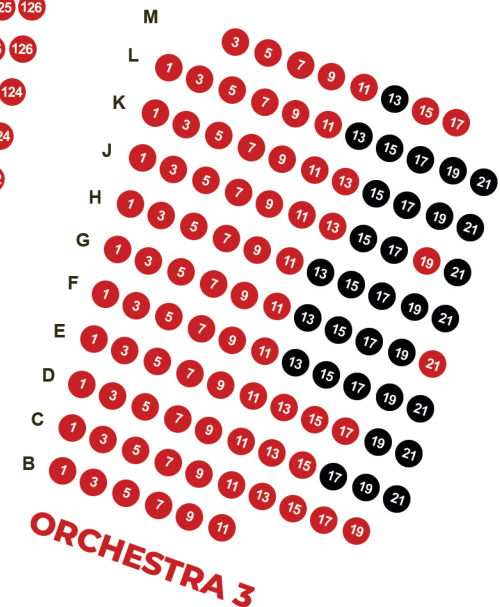 126
126
124
24
M 3 5 7 9 11 13 15 17
L 1 3 5 7 9 11 13 15 17 19 21
K 1 3 5 7 9 11 13 15 17 19 21
J 1 3 5 7 9 11 13 15 17 19 21
H 1 3 5 7 9 11 13 15 17 19 21
G 1 3 5 7 9 11 13 15 17 19 21
F 1 3 5 7 9 11 13 15 17 19 21
E 1 3 5 7 9 11 13 15 17 19 21
D 1 3 5 7 9 11 13 15 17 19 21
C 1 3 5 7 9 11 13 15 17 19
B 1 3 5 7 9 11
ORCHESTRA 3